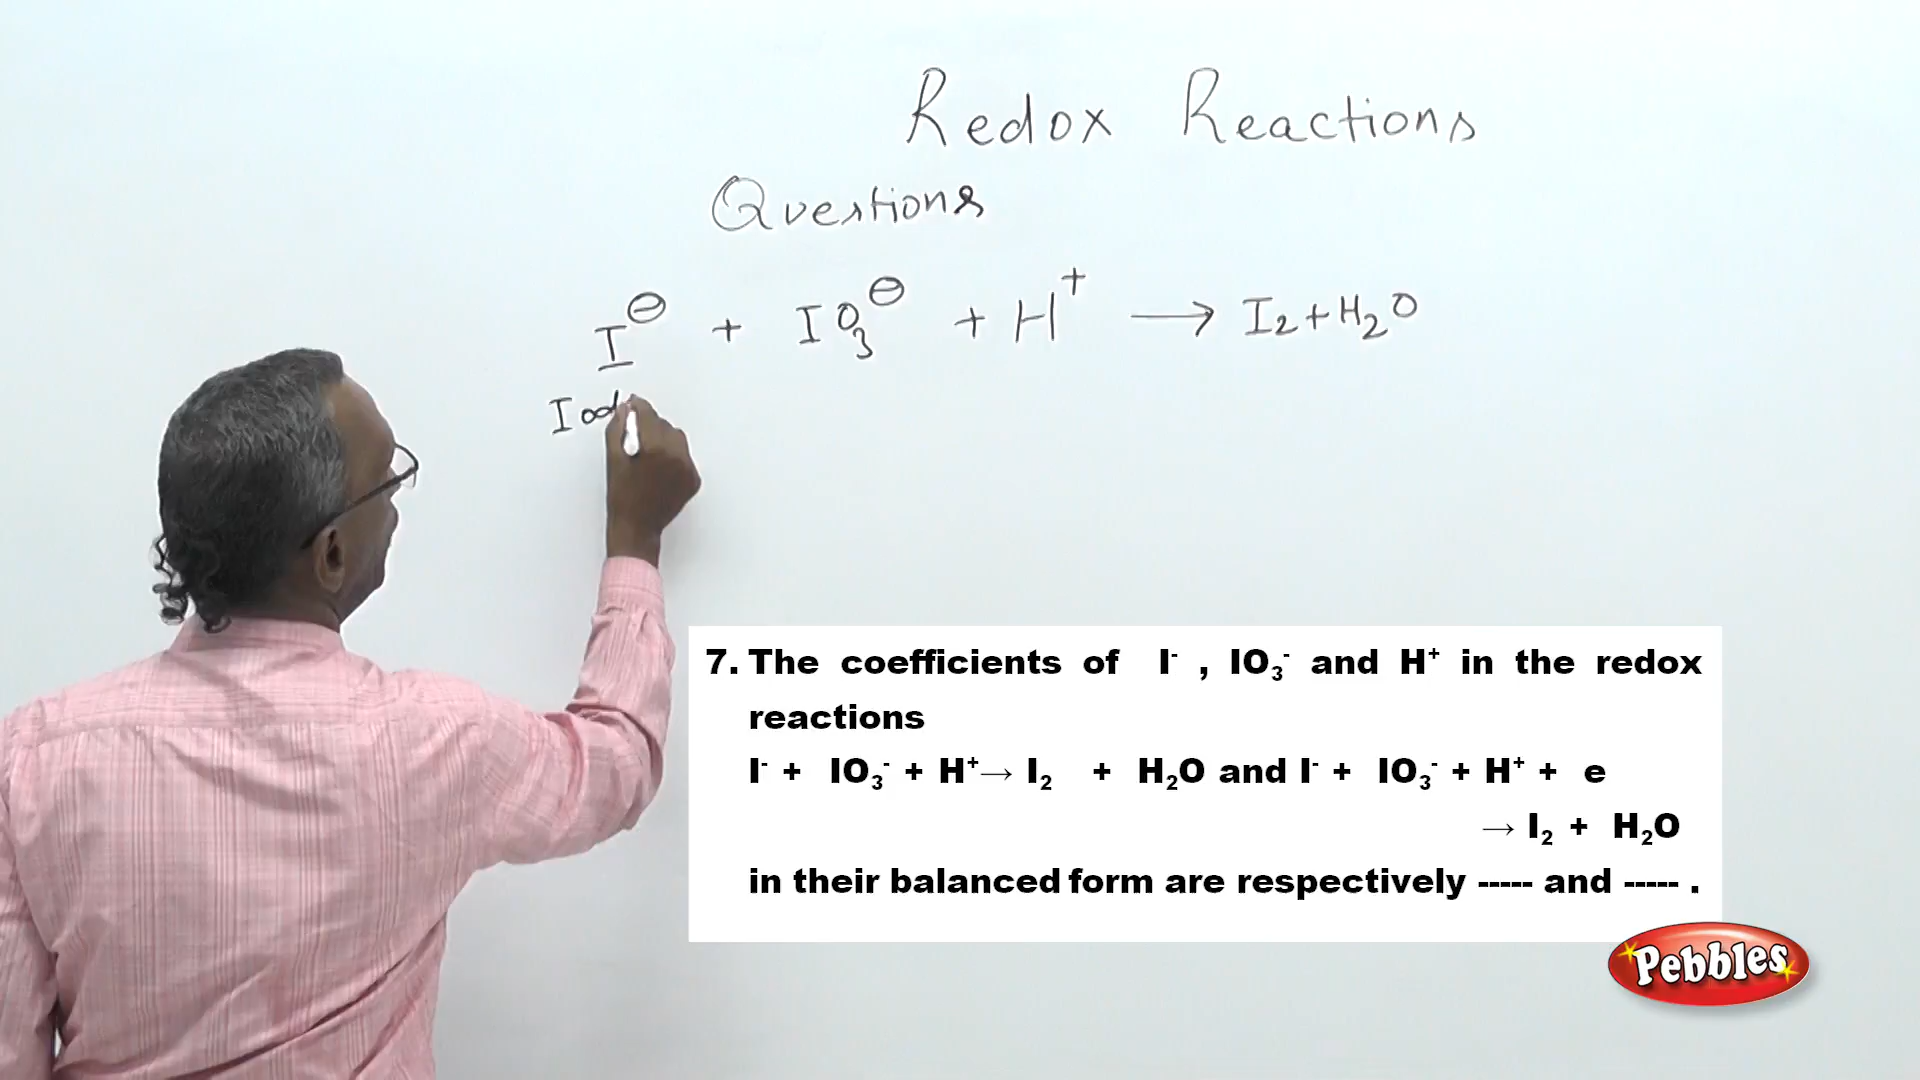 Redox Reactions
Questions
I⊖ + IO₃⊖ + H⁺ ⟶ I₂ + H₂O
Iod
7. The coefficients of I⁻ , IO₃⁻ and H⁺ in the redox
reactions
I⁻ + IO₃⁻ + H⁺→ I₂ + H₂O and I⁻ + IO₃⁻ + H⁺ + e
→ I₂ + H₂O
in their balanced form are respectively ----- and ----- .
Pebbles